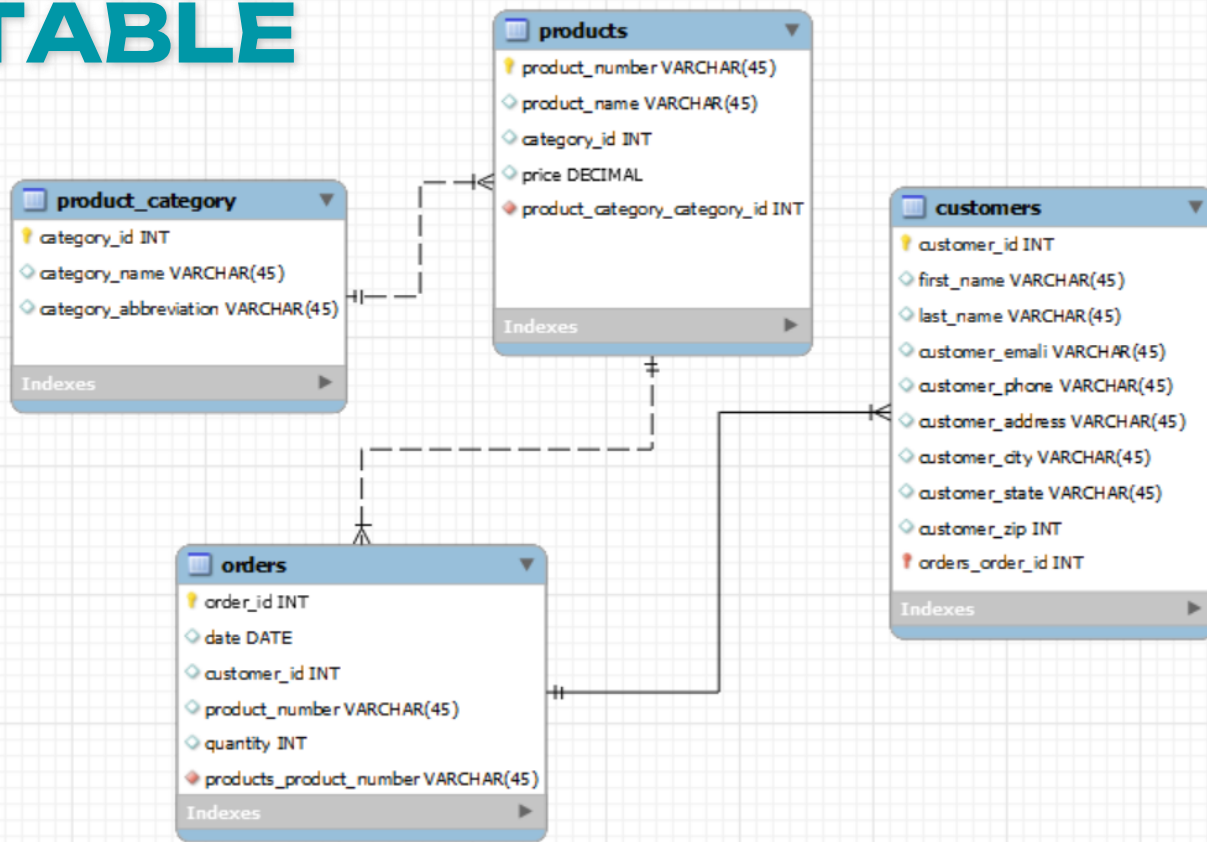 TABLE
products
product_number VARCHAR(45)
product_name VARCHAR(45)
category_id INT
price DECIMAL
product_category_category_id INT
Indexes
product_category
category_id INT
category_name VARCHAR(45)
category_abbreviation VARCHAR(45)
Indexes
customers
customer_id INT
first_name VARCHAR(45)
last_name VARCHAR(45)
customer_emali VARCHAR(45)
customer_phone VARCHAR(45)
customer_address VARCHAR(45)
customer_city VARCHAR(45)
customer_state VARCHAR(45)
customer_zip INT
orders_order_id INT
Indexes
orders
order_id INT
date DATE
customer_id INT
product_number VARCHAR(45)
quantity INT
products_product_number VARCHAR(45)
Indexes